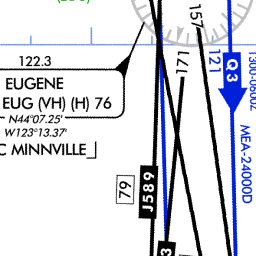 122.3
EUGENE
EUG (VH) (H) 76
N44°07.25'
W123°13.37'
C MINNVILLE
157
171
121
Q3
MEA-24000D
79
J589
3